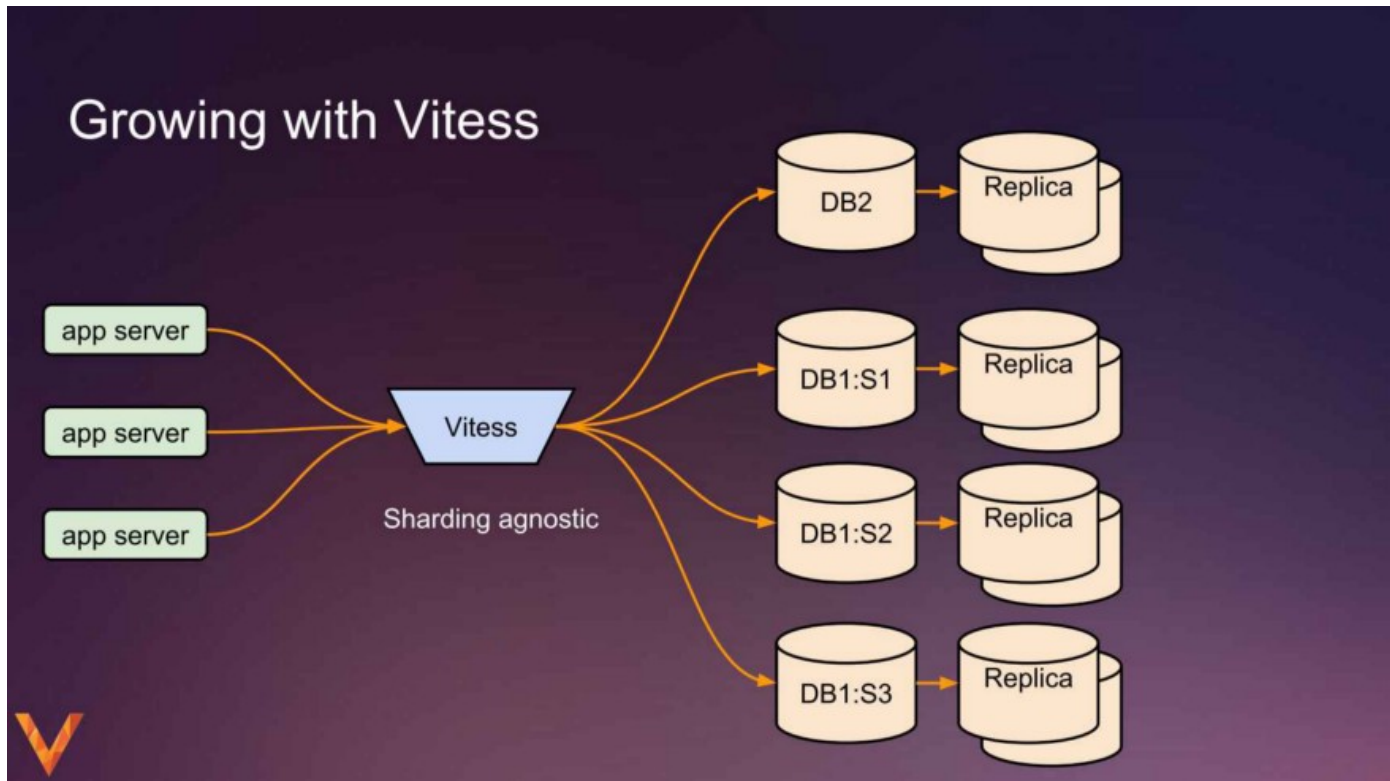 Growing with Vitess
app server
app server
app server
Vitess
Sharding agnostic
DB2
Replica
DB1:S1
Replica
DB1:S2
Replica
DB1:S3
Replica